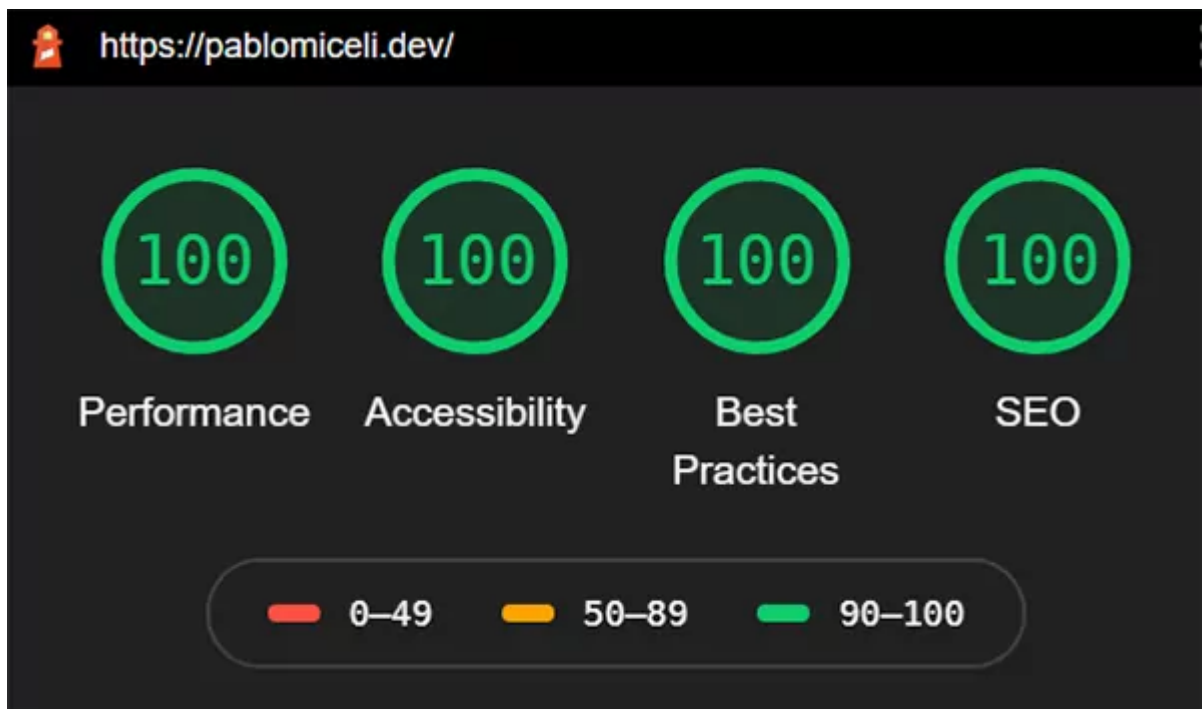 https://pablomiceli.dev/
100 100 100 100
Performance Accessibility Best Practices SEO
0–49 50–89 90–100